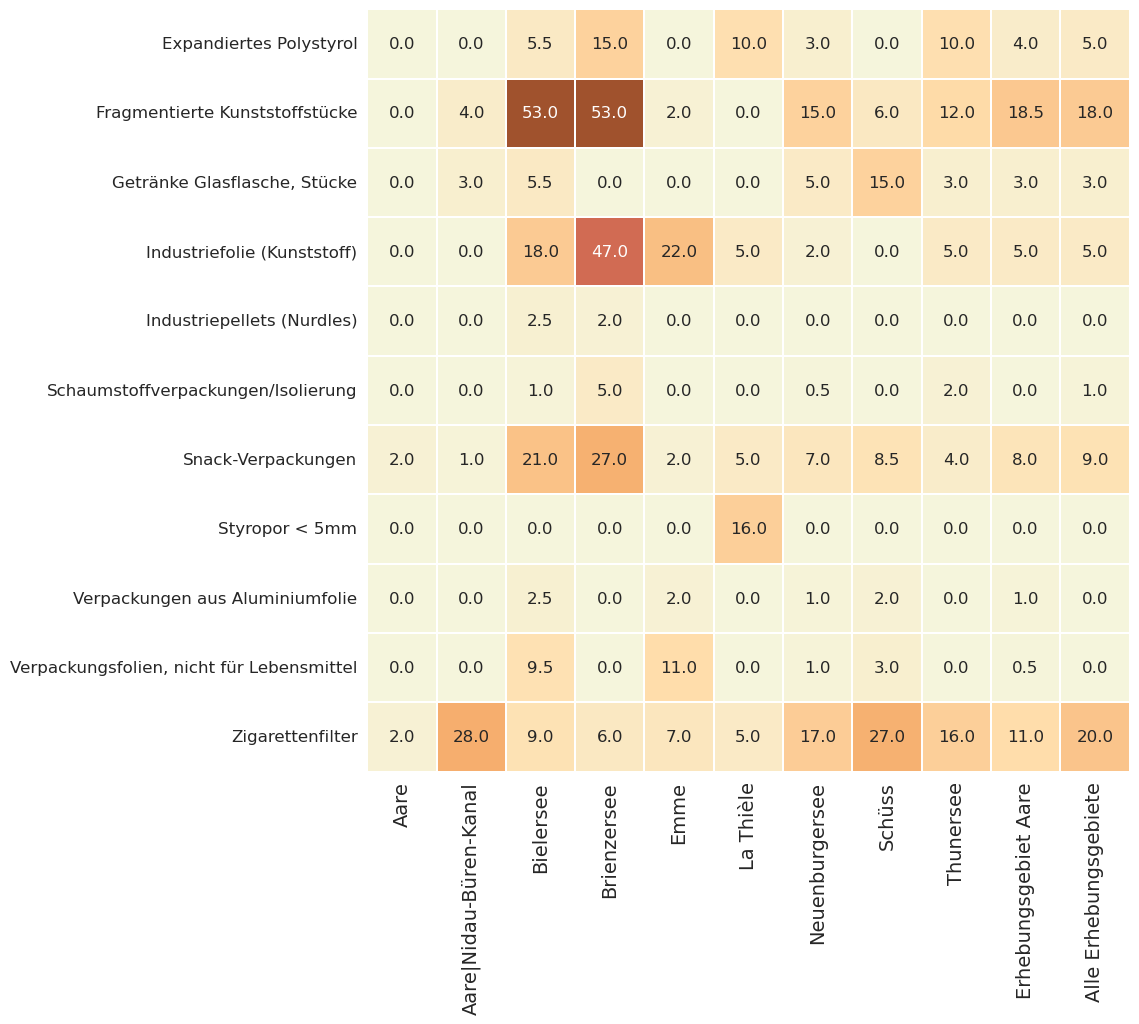 Expandiertes Polystyrol 0.0 0.0 5.5 15.0 0.0 10.0 3.0 0.0 10.0 4.0 5.0
Fragmentierte Kunststoffstücke 0.0 4.0 53.0 53.0 2.0 0.0 15.0 6.0 12.0 18.5 18.0
Getränke Glasflasche, Stücke 0.0 3.0 5.5 0.0 0.0 0.0 5.0 15.0 3.0 3.0 3.0
Industriefolie (Kunststoff) 0.0 0.0 18.0 47.0 22.0 5.0 2.0 0.0 5.0 5.0 5.0
Industriepellets (Nurdles) 0.0 0.0 2.5 2.0 0.0 0.0 0.0 0.0 0.0 0.0 0.0
Schaumstoffverpackungen/Isolierung 0.0 0.0 1.0 5.0 0.0 0.0 0.5 0.0 2.0 0.0 1.0
Snack-Verpackungen 2.0 1.0 21.0 27.0 2.0 5.0 7.0 8.5 4.0 8.0 9.0
Styropor < 5mm 0.0 0.0 0.0 0.0 0.0 16.0 0.0 0.0 0.0 0.0 0.0
Verpackungen aus Aluminiumfolie 0.0 0.0 2.5 0.0 2.0 0.0 1.0 2.0 0.0 1.0 0.0
Verpackungsfolien, nicht für Lebensmittel 0.0 0.0 9.5 0.0 11.0 0.0 1.0 3.0 0.0 0.5 0.0
Zigarettenfilter 2.0 28.0 9.0 6.0 7.0 5.0 17.0 27.0 16.0 11.0 20.0
Aare
Aare|Nidau-Büren-Kanal
Bielersee
Brienzersee
Emme
La Thièle
Neuenburgersee
Schüss
Thunersee
Erhebungsgebiet Aare
Alle Erhebungsgebiete